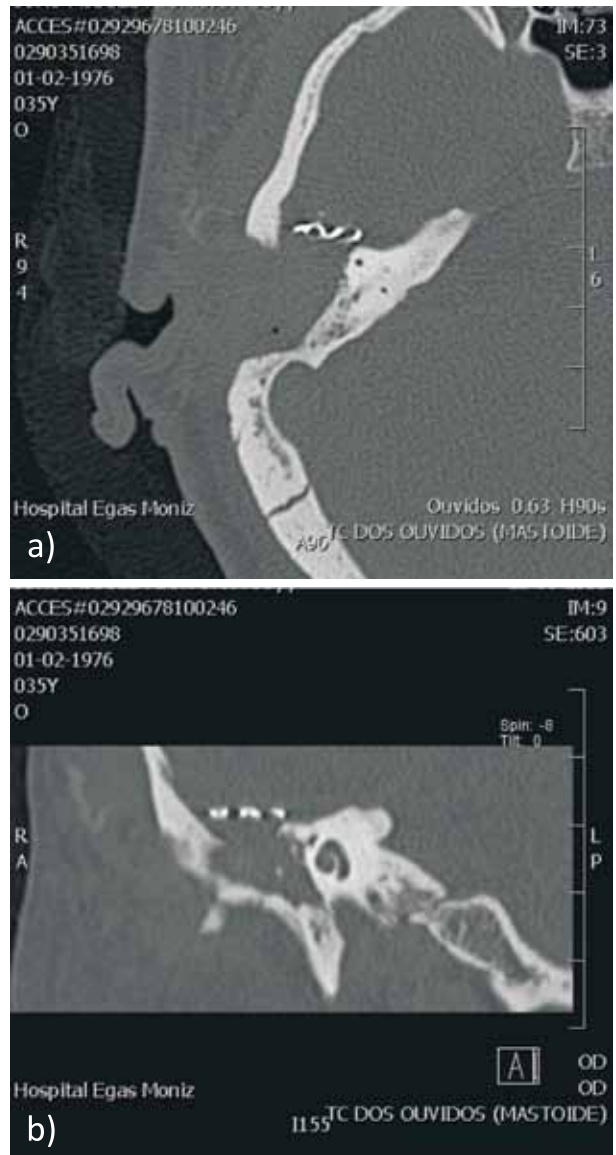 ACCES#02929678100246
0290351698
01-02-1976
035Y
O
IM:73
SE:3
R
9
4
1
6
Hospital Egas Moniz
Ouvidos 0.63 H90s
TC DOS OUVIDOS (MASTOIDE)
A90
a)
ACCES#02929678100246
0290351698
01-02-1976
035Y
O
IM:9
SE:603
Spin: -8
Tilt: 0
R
A
L
P
A
OD
OD
Hospital Egas Moniz
I155
TC DOS OUVIDOS (MASTOIDE)
b)